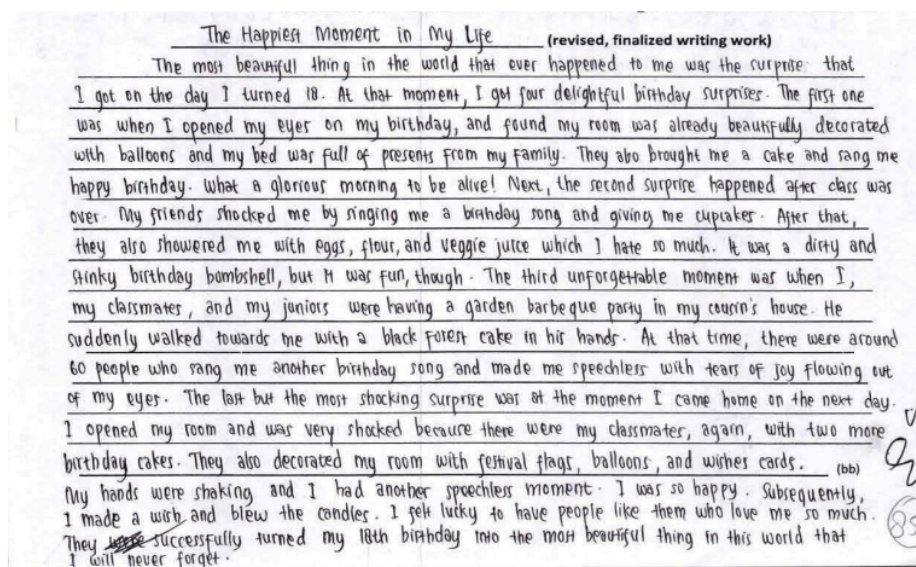 The Happiest Moment in My Life (revised, finalized writing work)
The most beautiful thing in the world that ever happened to me was the surprise that
I got on the day I turned 18. At that moment, I got four delightful birthday surprises. The first one
was when I opened my eyes on my birthday, and found my room was already beautifully decorated
with balloons and my bed was full of presents from my family. They also brought me a cake and sang me
happy birthday. What a glorious morning to be alive! Next, the second surprise happened after class was
over. My friends shocked me by singing me a birthday song and giving me cupcakes. After that,
they also showered me with eggs, flour, and veggie juice which I hate so much. It was a dirty and
stinky birthday bombshell, but it was fun, though. The third unforgettable moment was when I,
my classmates, and my juniors were having a garden barbeque party in my cousin's house. He
suddenly walked towards me with a black forest cake in his hands. At that time, there were around
60 people who sang me another birthday song and made me speechless with tears of joy flowing out
of my eyes. The last but the most shocking surprise was at the moment I came home on the next day.
I opened my room and was very shocked because there were my classmates, again, with two more
birthday cakes. They also decorated my room with festival flags, balloons, and wishes cards. (bb)
My hands were shaking and I had another speechless moment. I was so happy. Subsequently,
I made a wish and blew the candles. I felt lucky to have people like them who love me so much.
They successfully turned my 18th birthday into the most beautiful thing in this world that
I will never forget.